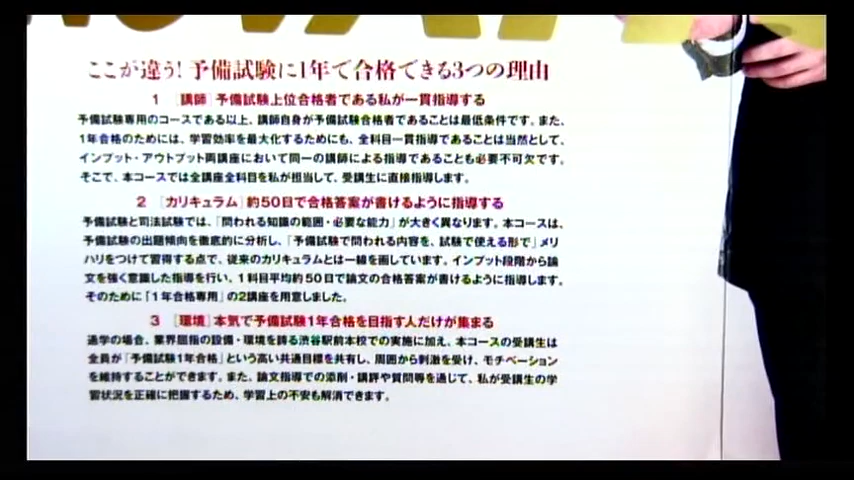 ここが違う！予備試験に1年で合格できる3つの理由
1 ［講師］予備試験上位合格者である私が一貫指導する
予備試験専用のコースである以上、講師自身が予備試験合格者であることは最低条件です。また、
1年合格のためには、学習効率を最大化するためにも、全科目一貫指導であることは当然として、
インプット・アウトプット両講座において同一の講師による指導であることも必要不可欠です。
そこで、本コースでは全講座全科目を私が担当して、受講生に直接指導します。
2 ［カリキュラム］約50日で合格答案が書けるように指導する
予備試験と司法試験では、「問われる知識の範囲・必要な能力」が大きく異なります。本コースは、
予備試験の出題傾向を徹底的に分析し、「予備試験で問われる内容を、試験で使える形で」メリ
ハリをつけて習得する点で、従来のカリキュラムとは一線を画しています。インプット段階から論
文を強く意識した指導を行い、1科目平均約50日で論文の合格答案が書けるように指導します。
そのために「1年合格専用」の2講座を用意しました。
3 ［環境］本気で予備試験1年合格を目指す人だけが集まる
通学の場合、業界屈指の設備・環境を誇る渋谷駅前本校での実施に加え、本コースの受講生は
全員が「予備試験1年合格」という高い共通目標を共有し、周囲から刺激を受け、モチベーション
を維持することができます。また、論文指導での添削・講評や質問等を通じて、私が受講生の学
習状況を正確に把握するため、学習上の不安も解消できます。